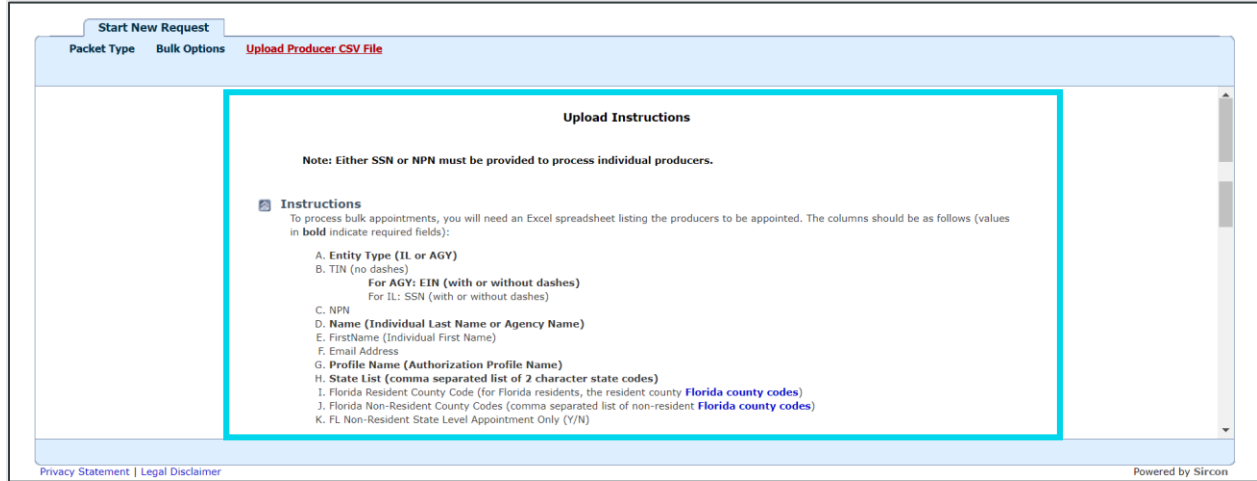 Start New Request
Packet Type Bulk Options Upload Producer CSV File
Upload Instructions
Note: Either SSN or NPN must be provided to process individual producers.
Instructions
To process bulk appointments, you will need an Excel spreadsheet listing the producers to be appointed. The columns should be as follows (values
in bold indicate required fields):
A. Entity Type (IL or AGY)
B. TIN (no dashes)
For AGY: EIN (with or without dashes)
For IL: SSN (with or without dashes)
C. NPN
D. Name (Individual Last Name or Agency Name)
E. FirstName (Individual First Name)
F. Email Address
G. Profile Name (Authorization Profile Name)
H. State List (comma separated list of 2 character state codes)
I. Florida Resident County Code (for Florida residents, the resident county Florida county codes)
J. Florida Non-Resident County Codes (comma separated list of non-resident Florida county codes)
K. FL Non-Resident State Level Appointment Only (Y/N)
Privacy Statement | Legal Disclaimer Powered by Sircon